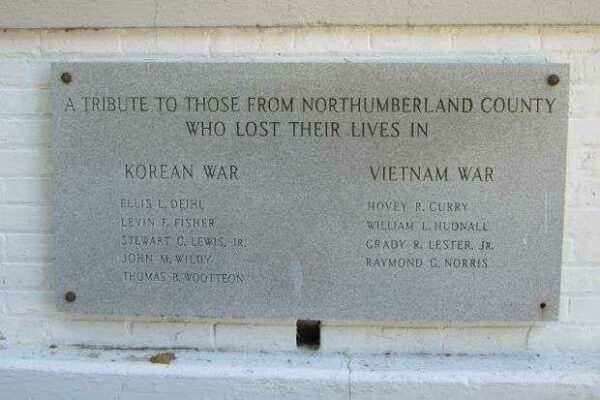 A TRIBUTE TO THOSE FROM NORTHUMBERLAND COUNTY
WHO LOST THEIR LIVES IN
KOREAN WAR
ELLIS L. DEIHL
LEVIN F. FISHER
STEWART C. LEWIS, JR.
JOHN M. WILDY
THOMAS B. WOOTTEON
VIETNAM WAR
HOVEY R. CURRY
WILLIAM L. HUDNALL
GRADY R. LESTER, JR.
RAYMOND C. NORRIS